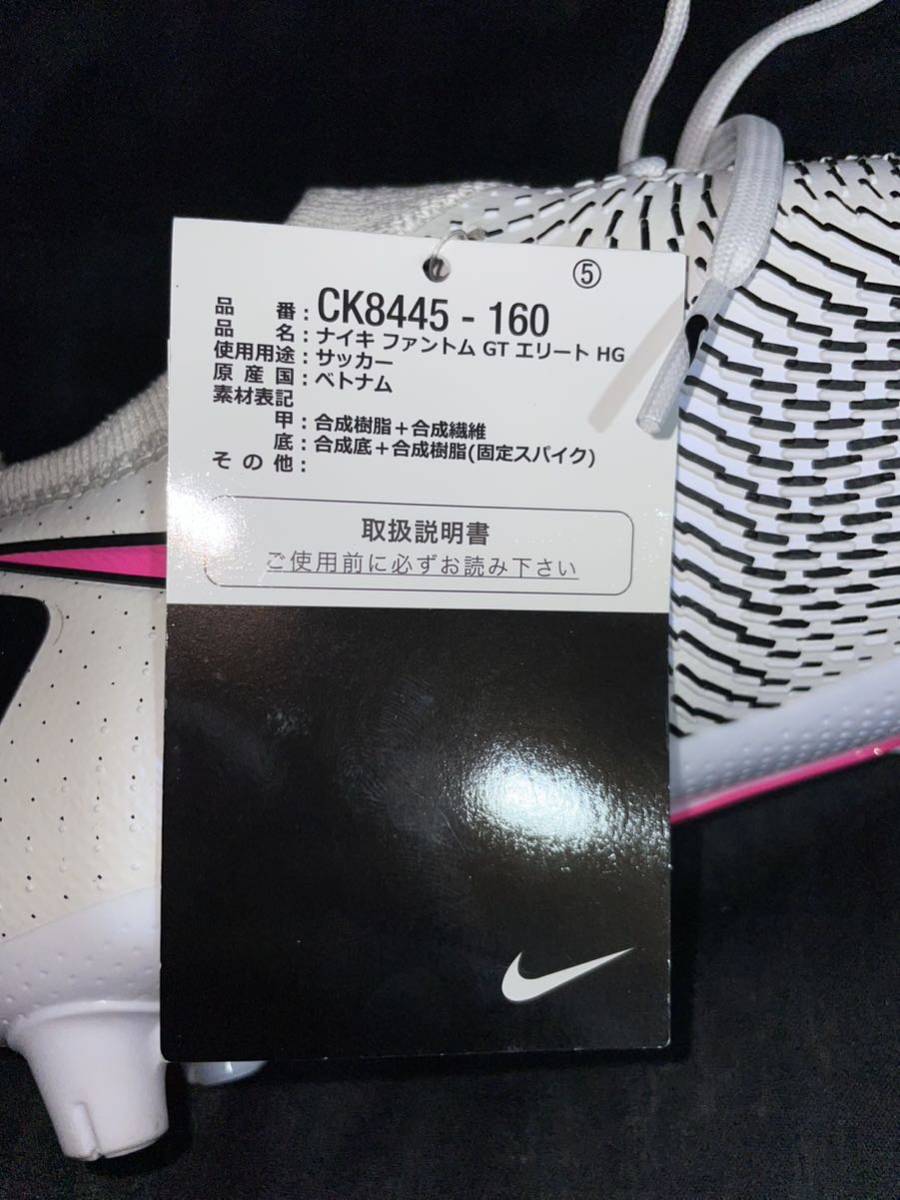 ⑤
品番：CK8445 - 160
品名：ナイキ ファントム GT エリート HG
使用用途：サッカー
原産国：ベトナム
素材表記
甲：合成樹脂＋合成繊維
底：合成底＋合成樹脂(固定スパイク)
その他：
取扱説明書
ご使用前に必ずお読み下さい